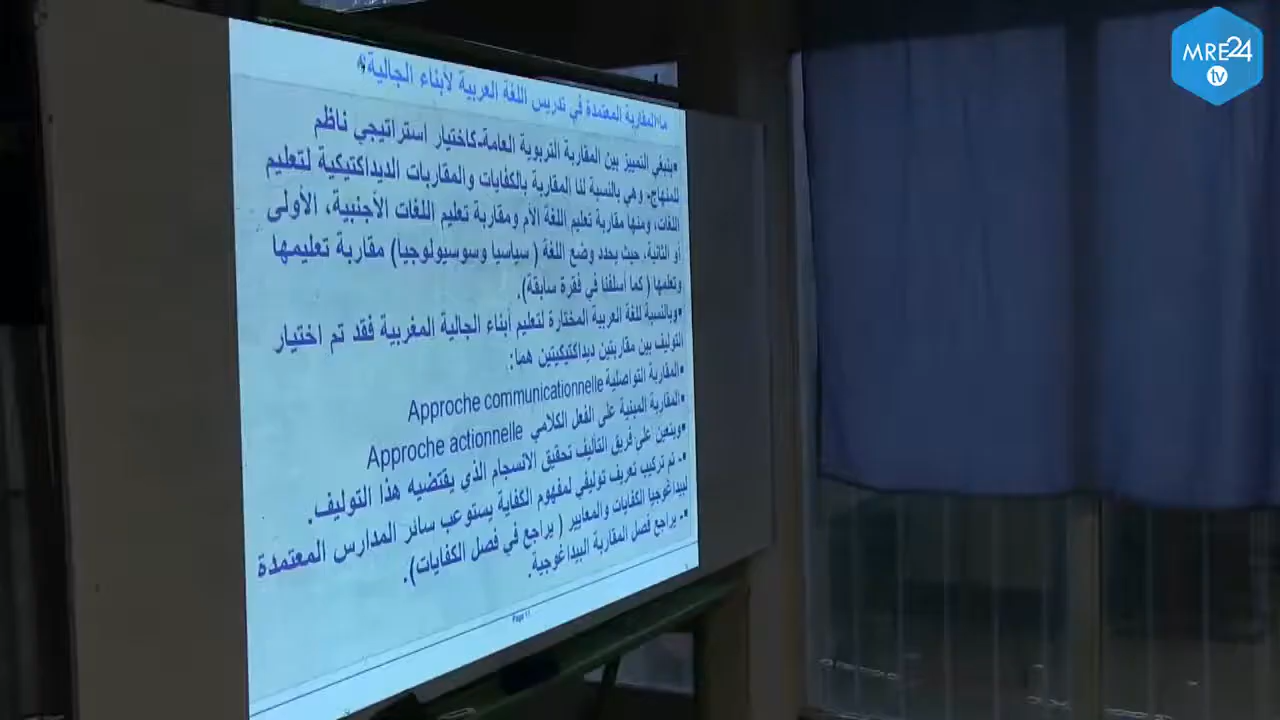 MRE24
tv
ما المقاربة المعتمدة في تدريس اللغة العربية لأبناء الجالية؟
▪ينبغي التمييز بين المقاربة التربوية العامة-كاختيار استراتيجي ناظم
للمنهاج- وهي بالنسبة لنا المقاربة بالكفايات والمقاربات الديداكتيكية لتعليم
اللغات، ومنها مقاربة تعليم اللغة الأم ومقاربة تعليم اللغات الأجنبية، الأولى
أو الثانية، حيث يحدد وضع اللغة ( سياسيا وسوسيولوجيا) مقاربة تعليمها
وتعلمها ( كما أسلفنا في فقرة سابقة).
▪وبالنسبة للغة العربية المختارة لتعليم أبناء الجالية المغربية فقد تم اختيار
التوليف بين مقاربتين ديداكتيكيتين هما:
▪المقاربة التواصلية Approche communicationnelle
▪المقاربة المبنية على الفعل الكلامي Approche actionnelle
▪ويتعين على فريق التأليف تحقيق الانسجام الذي يقتضيه هذا التوليف.
▪- تم تركيب تعريف توليفي لمفهوم الكفاية يستوعب سائر المدارس المعتمدة
لبيداغوجيا الكفايات والمعايير ( يراجع في فصل الكفايات).
▪- يراجع فصل المقاربة البيداغوجية.
Page 11